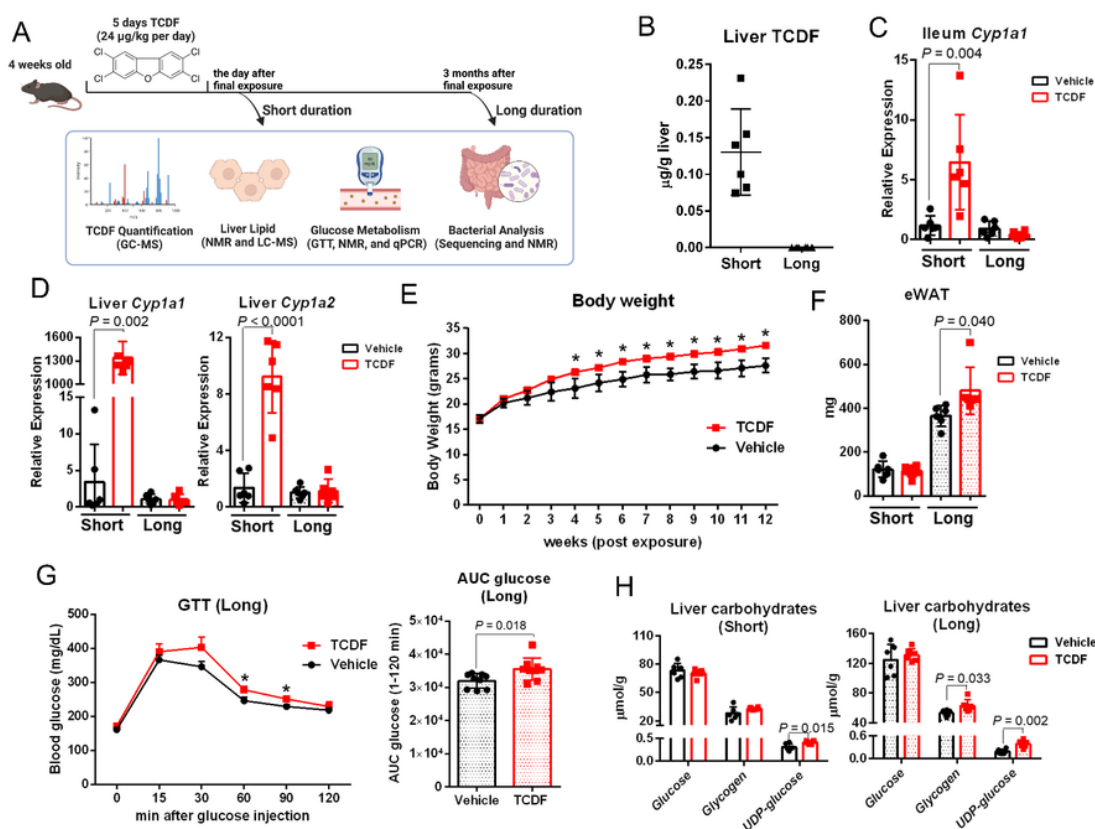 A
5 days TCDF
(24 µg/kg per day)
Cl
Cl
Cl
Cl
O
4 weeks old
the day after
final exposure
3 months after
final exposure
Short duration
Long duration
TCDF Quantification
(GC-MS)
Liver Lipid
(NMR and LC-MS)
Glucose Metabolism
(GTT, NMR, and qPCR)
Bacterial Analysis
(Sequencing and NMR)
B
Liver TCDF
µg/g liver
0.25
0.20
0.15
0.10
0.05
0.00
Short
Long
C
Ileum Cyp1a1
P = 0.004
Relative Expression
15
10
5
0
Short
Long
Vehicle
TCDF
D
Liver Cyp1a1
P = 0.002
Relative Expression
1600
1300
1000
15
10
5
0
Short
Long
Liver Cyp1a2
P < 0.0001
Relative Expression
12
9
6
3
0
Short
Long
Vehicle
TCDF
E
Body weight
Body Weight (grams)
35
30
25
20
15
10
5
0
* * * * * * * * *
TCDF
Vehicle
0 1 2 3 4 5 6 7 8 9 10 11 12
weeks (post exposure)
F
eWAT
P = 0.040
mg
800
600
400
200
0
Short
Long
Vehicle
TCDF
G
GTT (Long)
Blood glucose (mg/dL)
500
400
300
200
100
0
TCDF
Vehicle
* *
0 15 30 60 90 120
min after glucose injection
AUC glucose
(Long)
P = 0.018
AUC glucose (1-120 min)
5×10⁴
4×10⁴
3×10⁴
2×10⁴
1×10⁴
0
Vehicle
TCDF
H
Liver carbohydrates
(Short)
µmol/g
110
80
50
20
0.5
0.0
P = 0.015
Glucose
Glycogen
UDP-glucose
Liver carbohydrates
(Long)
µmol/g
160
120
80
40
0.6
0.0
P = 0.033
P = 0.002
Glucose
Glycogen
UDP-glucose
Vehicle
TCDF